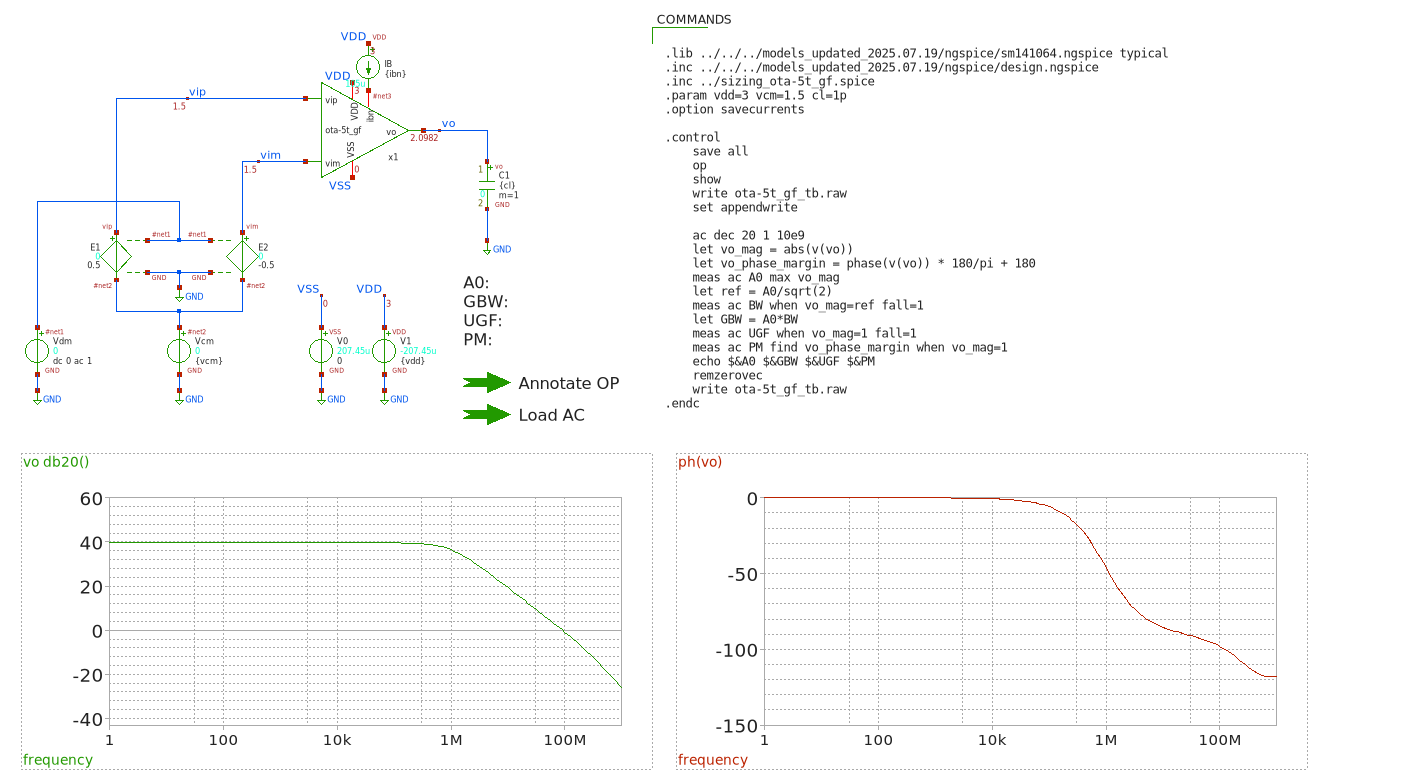 COMMANDS
.lib ../../../models_updated_2025.07.19/ngspice/sm141064.ngspice typical
.inc ../../../models_updated_2025.07.19/ngspice/design.ngspice
.inc ../sizing_ota-5t_gf.spice
.param vdd=3 vcm=1.5 cl=1p
.option savecurrents
.control
save all
op
show
write ota-5t_gf_tb.raw
set appendwrite
ac dec 20 1 10e9
let vo_mag = abs(v(vo))
let vo_phase_margin = phase(v(vo)) * 180/pi + 180
meas ac A0 max vo_mag
let ref = A0/sqrt(2)
meas ac BW when vo_mag=ref fall=1
let GBW = A0*BW
meas ac UGF when vo_mag=1 fall=1
meas ac PM find vo_phase_margin when vo_mag=1
echo $&A0 $&GBW $&UGF $&PM
remzerovec
write ota-5t_gf_tb.raw
.endc
VDD VDD
3
IB
{ibn}
VDD
3
#net3
vip
1.5
vip
VDD
ibn
ota-5t_gf
vo
vo
2.0982
vim
1.5
vim
VSS
x1
0
VSS
vo
1
C1
{cl}
0
m=1
2
GND
GND
vip
#net1
#net1
vim
E1
0
0.5
E2
0
-0.5
GND
GND
#net2
#net2
GND
VSS
0
VDD
3
A0:
GBW:
UGF:
PM:
#net1
Vdm
0
dc 0 ac 1
GND
GND
#net2
Vcm
0
{vcm}
GND
GND
VSS
V0
207.45u
0
GND
GND
VDD
V1
-207.45u
{vdd}
GND
GND
Annotate OP
Load AC
vo db20()
60
40
20
0
-20
-40
1 100 10k 1M 100M
frequency
ph(vo)
0
-50
-100
-150
1 100 10k 1M 100M
frequency